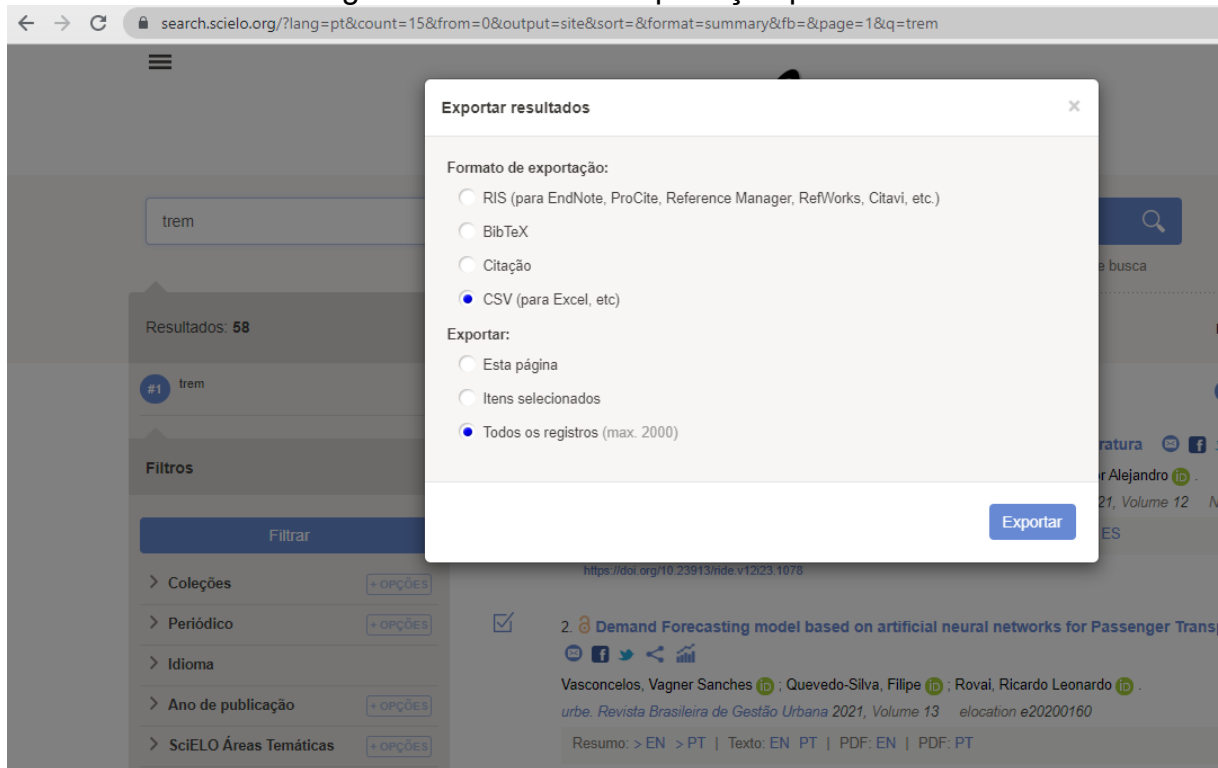 search.scielo.org/?lang=pt&count=15&from=0&output=site&sort=&format=summary&fb=&page=1&q=trem
Exportar resultados
×
Formato de exportação:
RIS (para EndNote, ProCite, Reference Manager, RefWorks, Citavi, etc.)
BibTeX
Citação
CSV (para Excel, etc)
Exportar:
Esta página
Itens selecionados
Todos os registros (max. 2000)
Exportar
trem
e busca
Resultados: 58
#1 trem
Filtros
Filtrar
> Coleções + OPÇÕES
> Periódico + OPÇÕES
> Idioma
> Ano de publicação + OPÇÕES
> SciELO Áreas Temáticas + OPÇÕES
ratura
r Alejandro iD .
21, Volume 12 N
ES
https://doi.org/10.23913/ride.v12i23.1078
2. Demand Forecasting model based on artificial neural networks for Passenger Transp
Vasconcelos, Vagner Sanches iD ; Quevedo-Silva, Filipe iD ; Rovai, Ricardo Leonardo iD .
urbe. Revista Brasileira de Gestão Urbana 2021, Volume 13 elocation e20200160
Resumo: > EN > PT | Texto: EN PT | PDF: EN | PDF: PT